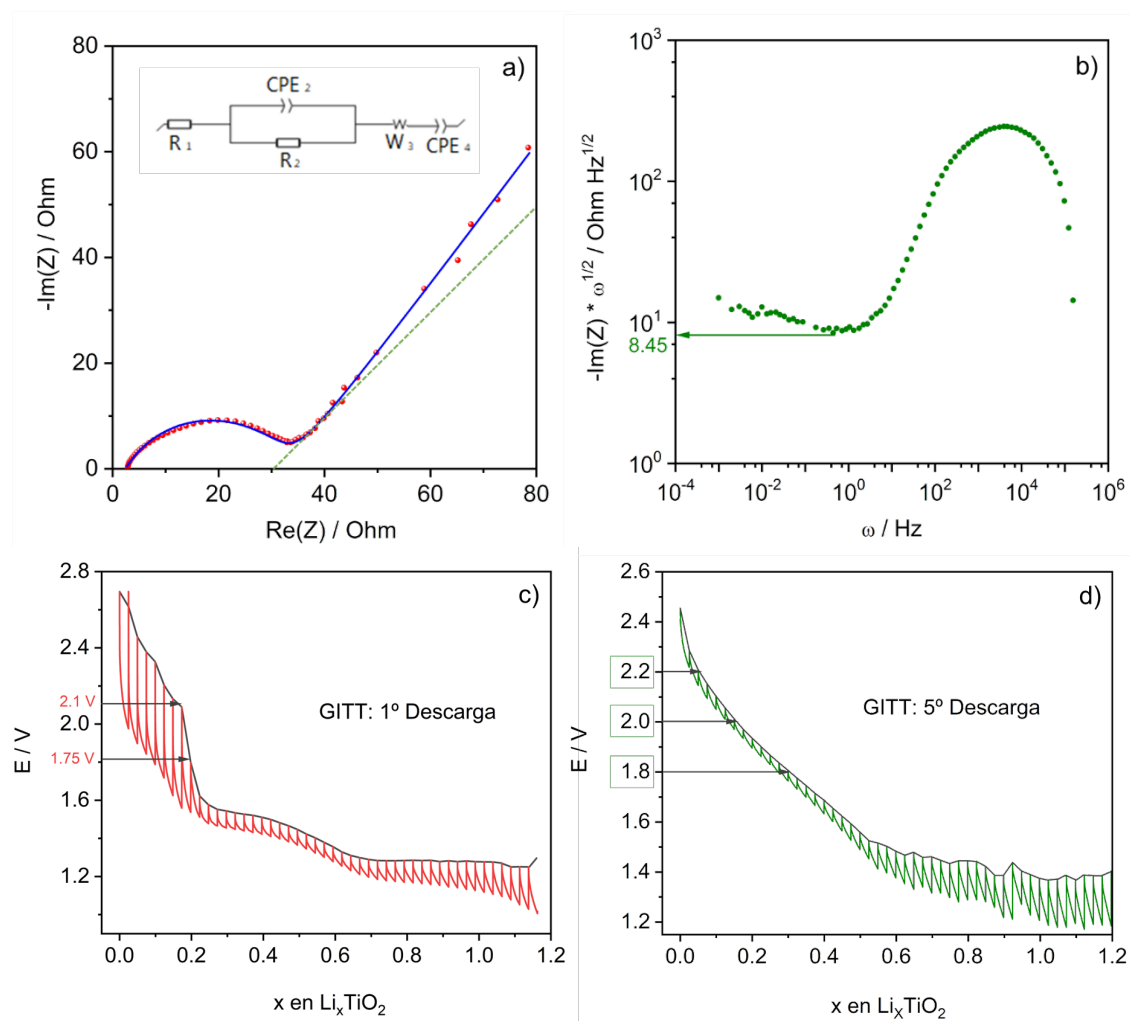 a)
80
60
40
20
0
-Im(Z) / Ohm
CPE 2
R 1
R 2
W 3
CPE 4
0 20 40 60 80
Re(Z) / Ohm
b)
10³
10²
10¹
8.45
10⁰
-Im(Z) * ω^1/2 / Ohm Hz^1/2
10⁻⁴ 10⁻² 10⁰ 10² 10⁴ 10⁶
ω / Hz
c)
2.8
2.4
2.1 V
2.0
1.75 V
1.6
1.2
E / V
GITT: 1º Descarga
0.0 0.2 0.4 0.6 0.8 1.0 1.2
x en LiₓTiO₂
d)
2.6
2.4
2.2
2.0
1.8
1.6
1.4
1.2
E / V
GITT: 5º Descarga
0.0 0.2 0.4 0.6 0.8 1.0 1.2
x en LiₓTiO₂